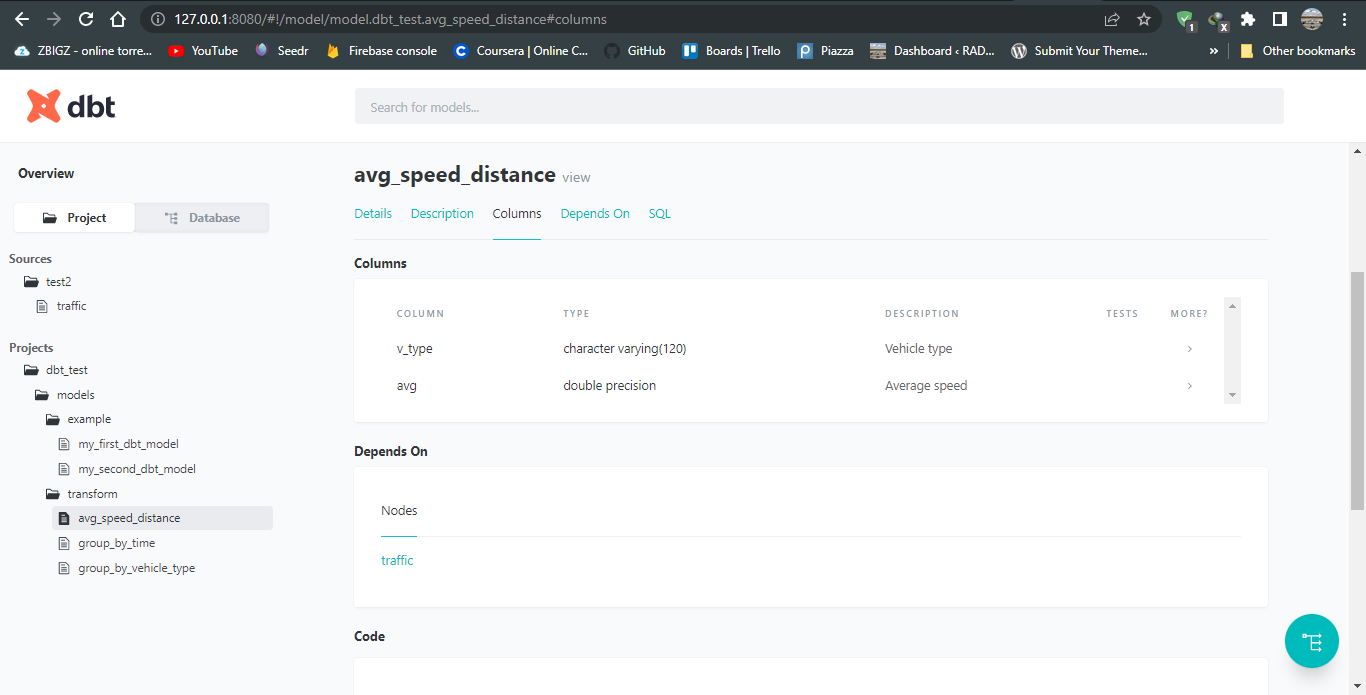 127.0.0.1:8080/#!/model/model.dbt_test.avg_speed_distance#columns
1
x
ZBIGZ - online torre...
YouTube
Seedr
Firebase console
Coursera | Online C...
GitHub
Boards | Trello
Piazza
Dashboard ‹ RAD...
Submit Your Theme...
»
Other bookmarks
dbt
Search for models...
Overview
Project
Database
Sources
test2
traffic
Projects
dbt_test
models
example
my_first_dbt_model
my_second_dbt_model
transform
avg_speed_distance
group_by_time
group_by_vehicle_type
avg_speed_distance view
Details Description Columns Depends On SQL
Columns
COLUMN TYPE DESCRIPTION TESTS MORE?
v_type character varying(120) Vehicle type
avg double precision Average speed
Depends On
Nodes
traffic
Code